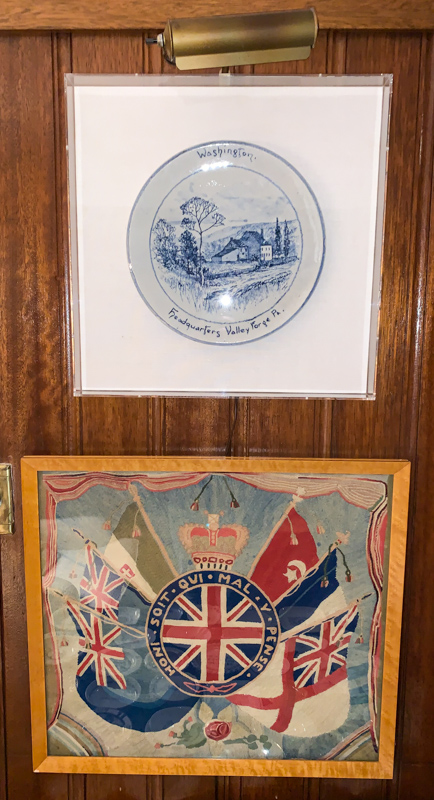 Washington.
Headquarters Valley Forge Pa.
HONI · SOIT · QUI · MAL · Y · PENSE ·